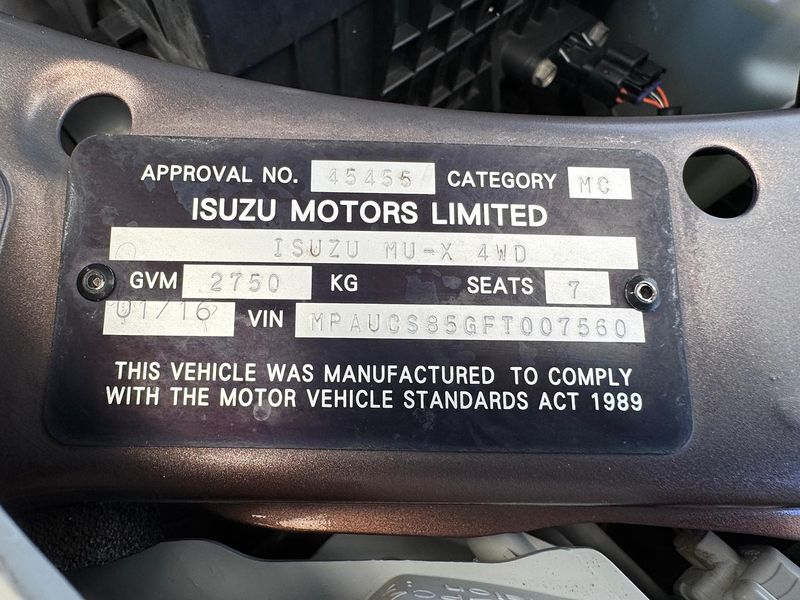 APPROVAL NO. 45455 CATEGORY MC
ISUZU MOTORS LIMITED
ISUZU MU-X 4WD
GVM 2750 KG SEATS 7
01/16 VIN MPAUCS85GFT007560
THIS VEHICLE WAS MANUFACTURED TO COMPLY
WITH THE MOTOR VEHICLE STANDARDS ACT 1989